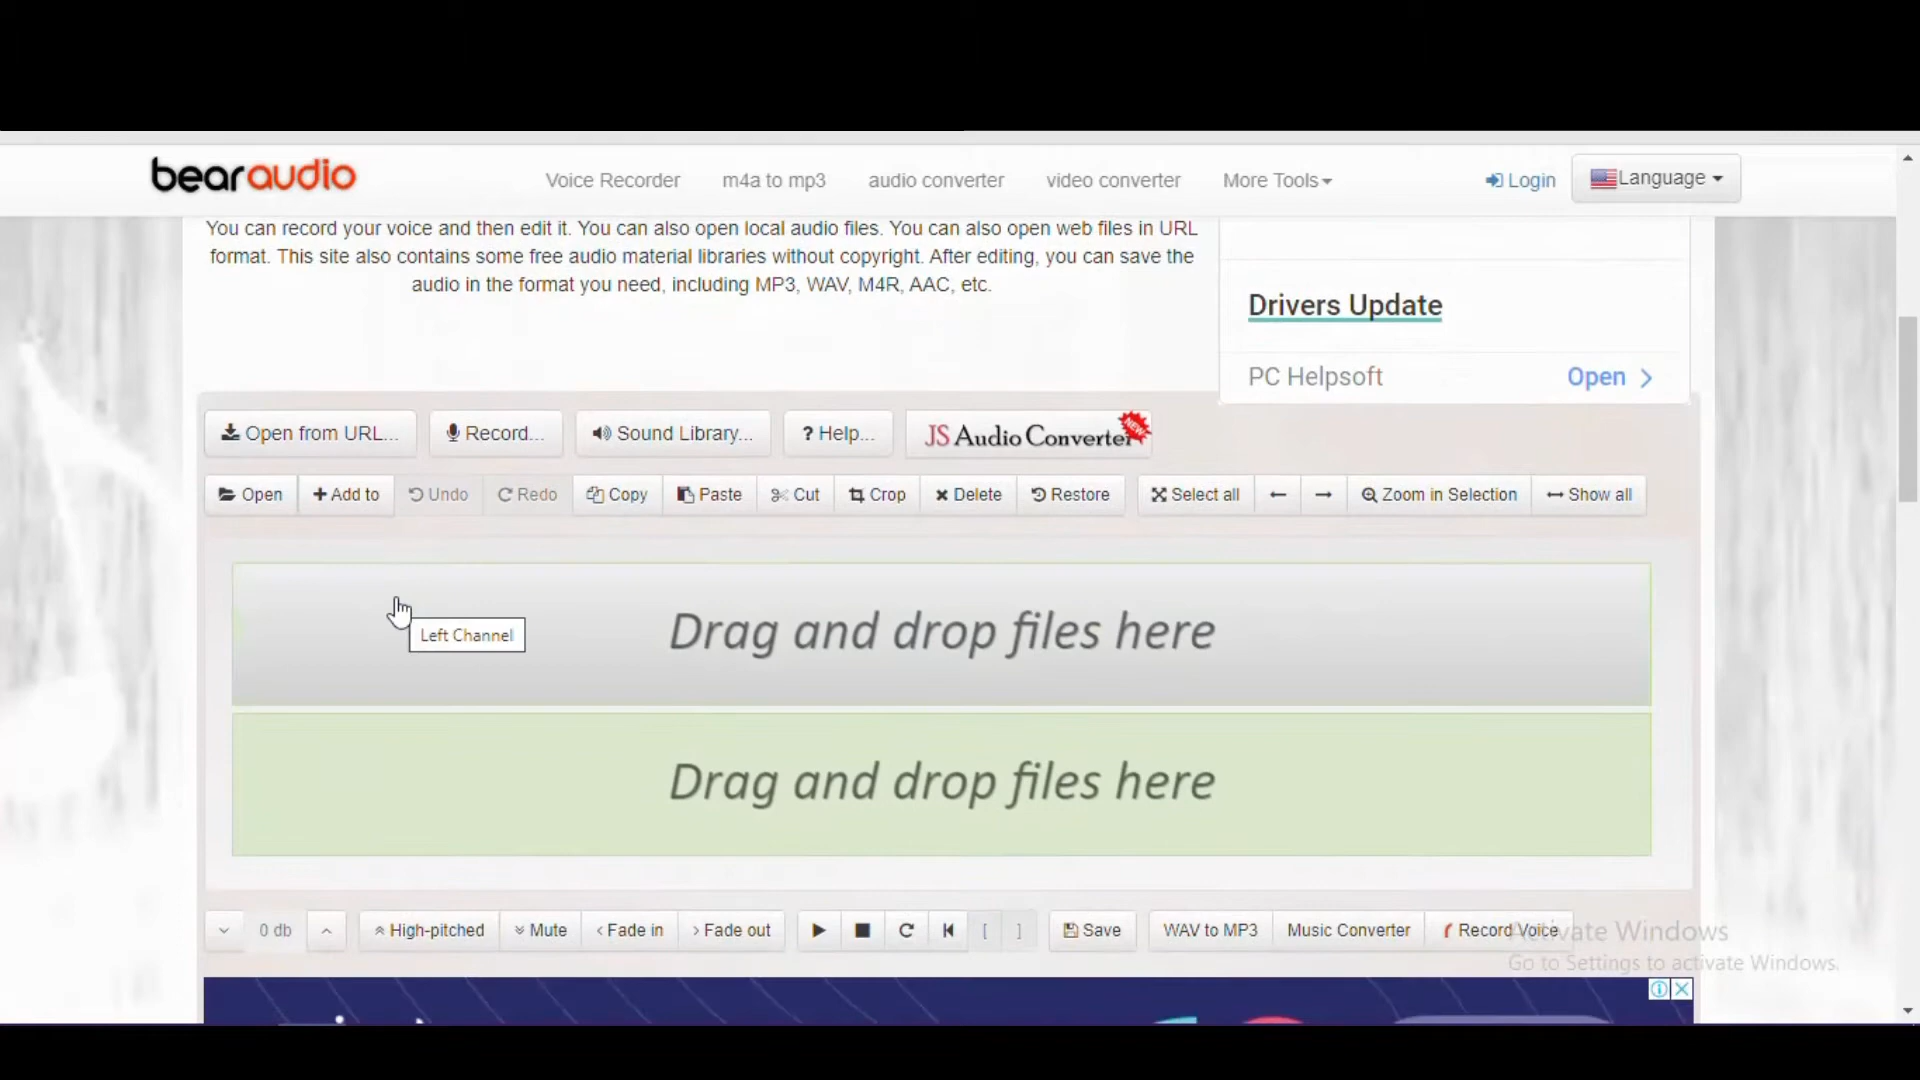 bearaudio
Voice Recorder
m4a to mp3
audio converter
video converter
More Tools
Login
Language
You can record your voice and then edit it. You can also open local audio files. You can also open web files in URL
format. This site also contains some free audio material libraries without copyright. After editing, you can save the
audio in the format you need, including MP3, WAV, M4R, AAC, etc.
Drivers Update
PC Helpsoft
Open
Open from URL...
Record...
Sound Library...
? Help...
JS Audio Converter
NEW
Open
+ Add to
Undo
Redo
Copy
Paste
Cut
Crop
Delete
Restore
Select all
Zoom in Selection
Show all
Drag and drop files here
Left Channel
Drag and drop files here
0 db
High-pitched
Mute
Fade in
Fade out
[
]
Save
WAV to MP3
Music Converter
Record Voice
Activate Windows
Go to Settings to activate Windows.